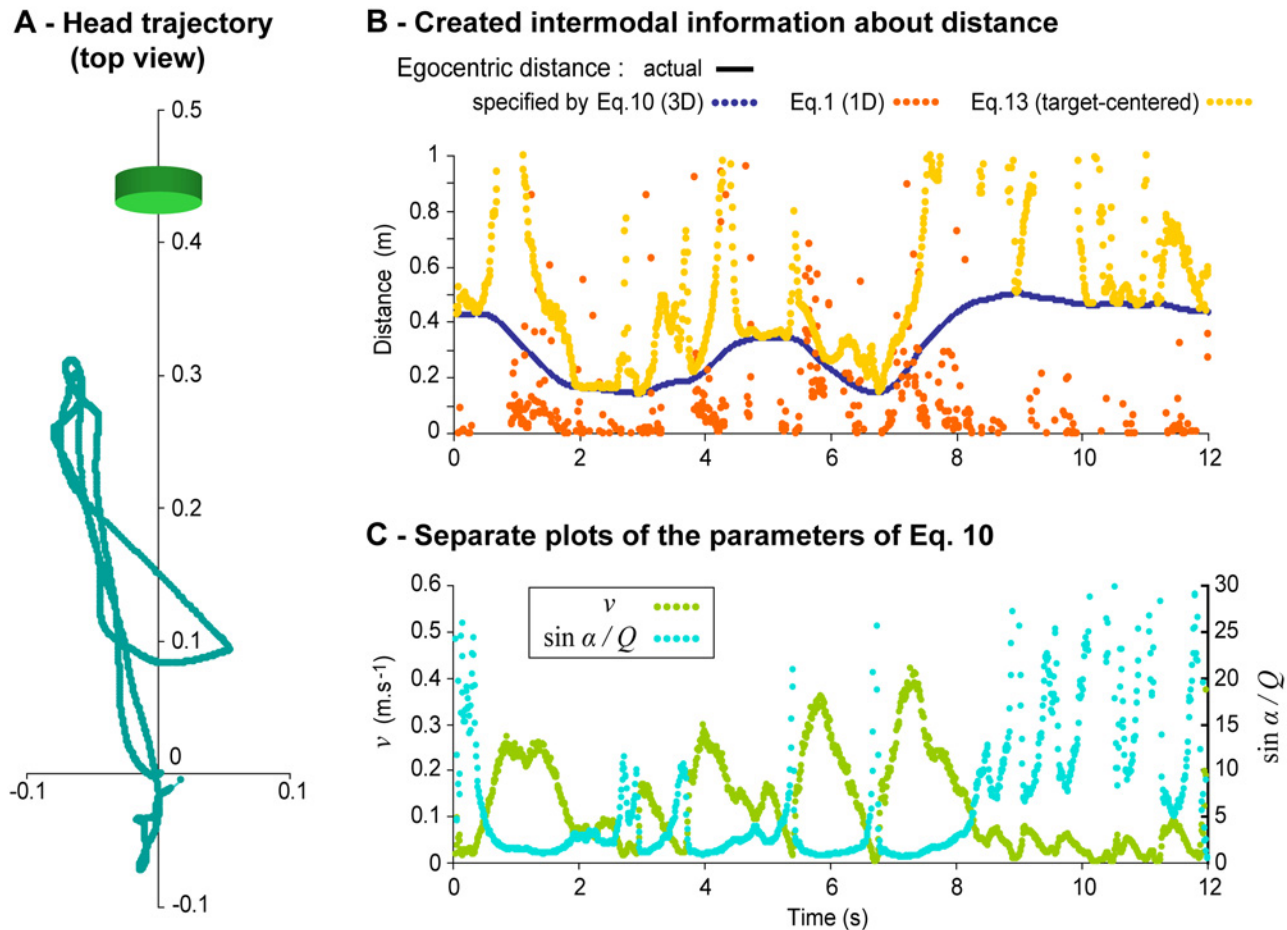 A - Head trajectory
(top view)
0.5
0.4
0.3
0.2
0.1
0
-0.1
0.1
-0.1
B - Created intermodal information about distance
Egocentric distance : actual
specified by Eq.10 (3D) Eq.1 (1D) Eq.13 (target-centered)
1
0.8
0.6
0.4
0.2
0
Distance (m)
0 2 4 6 8 10 12
C - Separate plots of the parameters of Eq. 10
v
sin α / Q
0.6
0.5
0.4
0.3
0.2
0.1
0
v (m.s-1)
30
25
20
15
10
5
0
sin α / Q
0 2 4 6 8 10 12
Time (s)